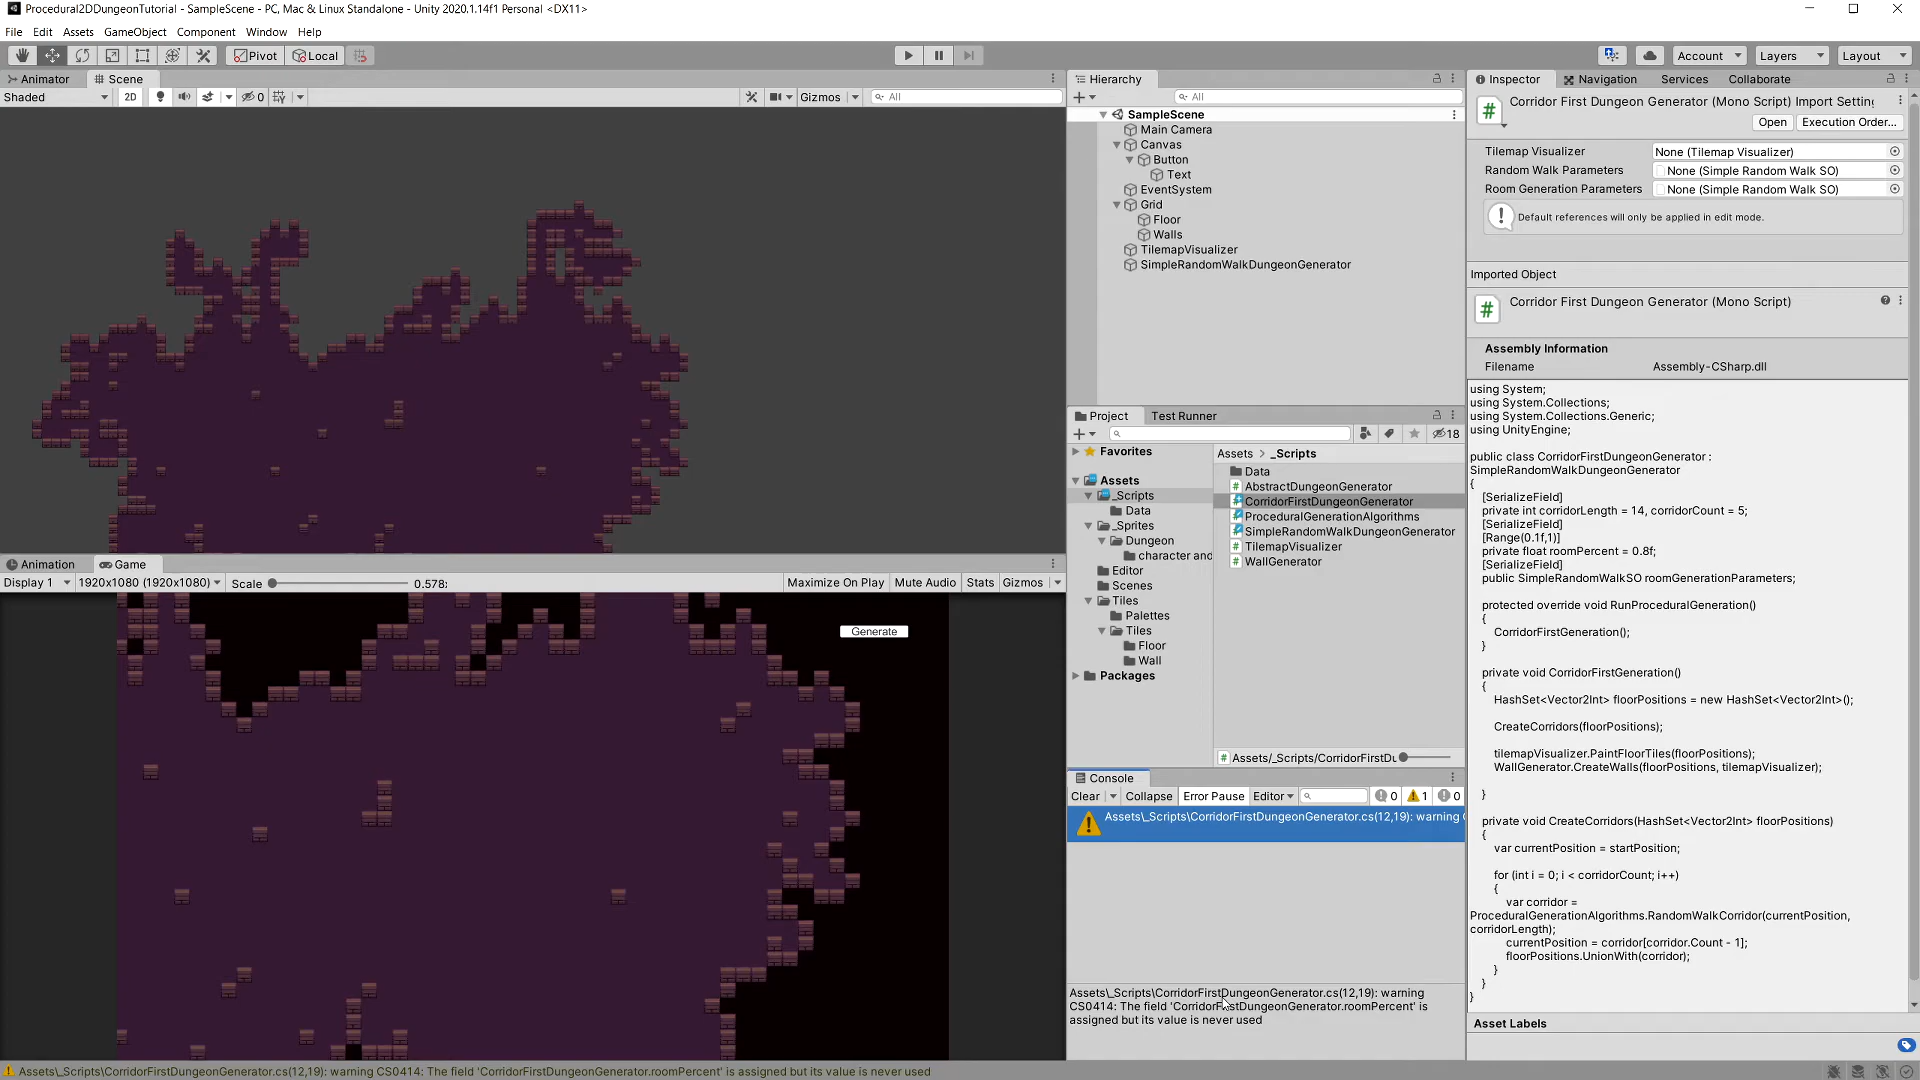 Procedural2DDungeonTutorial - SampleScene - PC, Mac & Linux Standalone - Unity 2020.1.14f1 Personal <DX11>
File Edit Assets GameObject Component Window Help
Pivot Local Account Layers Layout
Animator Scene
Shaded 2D 0 Gizmos All
Hierarchy
All
SampleScene
Main Camera
Canvas
Button
Text
EventSystem
Grid
Floor
Walls
TilemapVisualizer
SimpleRandomWalkDungeonGenerator
Project Test Runner
18
Favorites
Assets
_Scripts
Data
_Sprites
Dungeon
character and
Editor
Scenes
Tiles
Palettes
Tiles
Floor
Wall
Packages
Assets > _Scripts
Data
AbstractDungeonGenerator
CorridorFirstDungeonGenerator
ProceduralGenerationAlgorithms
SimpleRandomWalkDungeonGenerator
TilemapVisualizer
WallGenerator
Assets/_Scripts/CorridorFirstDu
Animation Game
Display 1 1920x1080 (1920x1080) Scale 0.578: Maximize On Play Mute Audio Stats Gizmos
Generate
Console
Clear Collapse Error Pause Editor 0 1 0
Assets\_Scripts\CorridorFirstDungeonGenerator.cs(12,19): warning
Assets\_Scripts\CorridorFirstDungeonGenerator.cs(12,19): warning
CS0414: The field 'CorridorFirstDungeonGenerator.roomPercent' is
assigned but its value is never used
Inspector Navigation Services Collaborate
Corridor First Dungeon Generator (Mono Script) Import Settin
Open Execution Order...
Tilemap Visualizer None (Tilemap Visualizer)
Random Walk Parameters None (Simple Random Walk SO)
Room Generation Parameters None (Simple Random Walk SO)
Default references will only be applied in edit mode.
Imported Object
Corridor First Dungeon Generator (Mono Script)
Assembly Information
Filename Assembly-CSharp.dll
using System;
using System.Collections;
using System.Collections.Generic;
using UnityEngine;
public class CorridorFirstDungeonGenerator :
SimpleRandomWalkDungeonGenerator
{
[SerializeField]
private int corridorLength = 14, corridorCount = 5;
[SerializeField]
[Range(0.1f,1)]
private float roomPercent = 0.8f;
[SerializeField]
public SimpleRandomWalkSO roomGenerationParameters;
protected override void RunProceduralGeneration()
{
CorridorFirstGeneration();
}
private void CorridorFirstGeneration()
{
HashSet<Vector2Int> floorPositions = new HashSet<Vector2Int>();
CreateCorridors(floorPositions);
tilemapVisualizer.PaintFloorTiles(floorPositions);
WallGenerator.CreateWalls(floorPositions, tilemapVisualizer);
}
private void CreateCorridors(HashSet<Vector2Int> floorPositions)
{
var currentPosition = startPosition;
for (int i = 0; i < corridorCount; i++)
{
var corridor =
ProceduralGenerationAlgorithms.RandomWalkCorridor(currentPosition,
corridorLength);
currentPosition = corridor[corridor.Count - 1];
floorPositions.UnionWith(corridor);
}
}
}
Asset Labels
Assets\_Scripts\CorridorFirstDungeonGenerator.cs(12,19): warning CS0414: The field 'CorridorFirstDungeonGenerator.roomPercent' is assigned but its value is never used